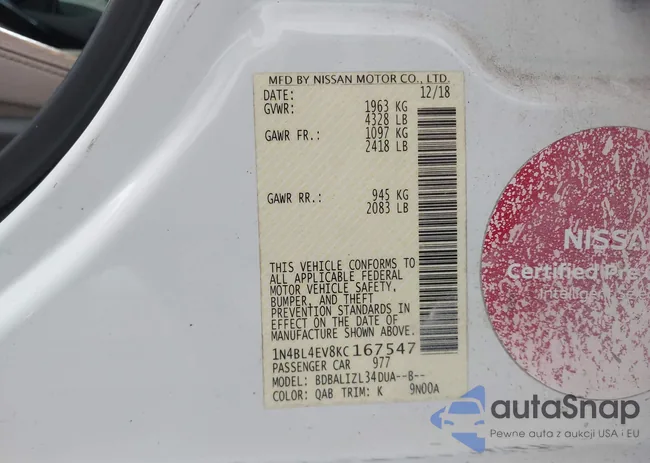 MFD BY NISSAN MOTOR CO., LTD.
DATE: 12/18
GVWR: 1963 KG
4328 LB
GAWR FR.: 1097 KG
2418 LB
GAWR RR.: 945 KG
2083 LB
THIS VEHICLE CONFORMS TO
ALL APPLICABLE FEDERAL
MOTOR VEHICLE SAFETY,
BUMPER, AND THEFT
PREVENTION STANDARDS IN
EFFECT ON THE DATE OF
MANUFACTURE SHOWN ABOVE.
1N4BL4EV8KC167547
PASSENGER CAR 977
MODEL: BDBALIZL34DUA--B--
COLOR: QAB TRIM: K 9N00A
NISSA
Certified Pre
Intelligen
autaSnap
Pewne auta z aukcji USA i EU